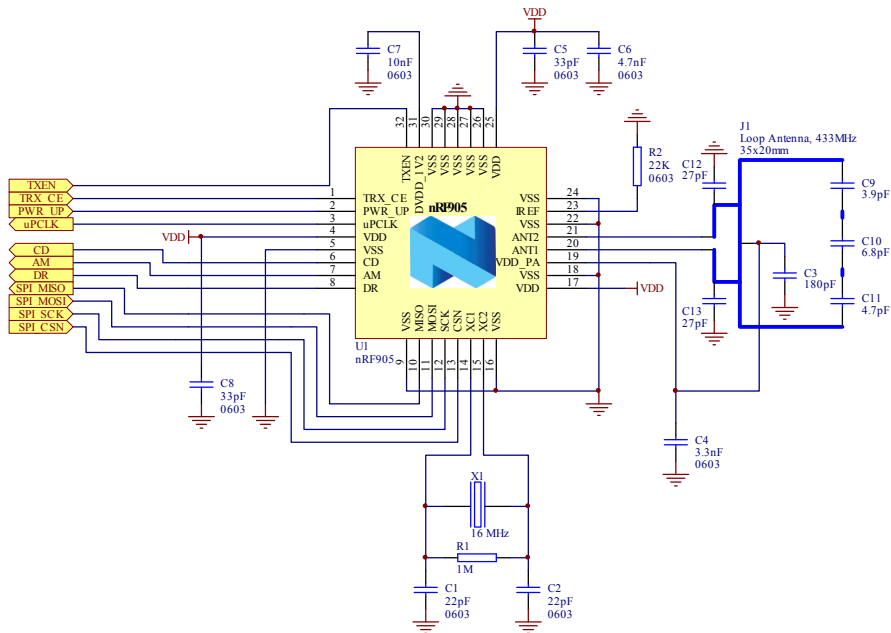 VDD
C7
10nF
0603
C5
33pF
0603
C6
4.7nF
0603
32
31
30
29
28
27
26
25
TXEN
DVDD_1V2
VSS
VSS
VSS
VSS
VSS
VDD
R2
22K
0603
J1
Loop Antenna, 433MHz
35x20mm
C12
27pF
C9
3.9pF
C10
6.8pF
C11
4.7pF
C3
180pF
C13
27pF
TXEN
TRX_CE
PWR_UP
uPCLK
CD
AM
DR
SPI_MISO
SPI_MOSI
SPI_SCK
SPI_CSN
VDD
1
2
3
4
5
6
7
8
TRX_CE
PWR_UP
uPCLK
VDD
VSS
CD
AM
DR
nRF905
VSS
IREF
VSS
ANT2
ANT1
VDD_PA
VSS
VDD
24
23
22
21
20
19
18
17
VDD
VSS
MISO
MOSI
SCK
CSN
XC1
XC2
VSS
U1
nRF905
9
10
11
12
13
14
15
16
C8
33pF
0603
C4
3.3nF
0603
X1
16 MHz
R1
1M
C1
22pF
0603
C2
22pF
0603